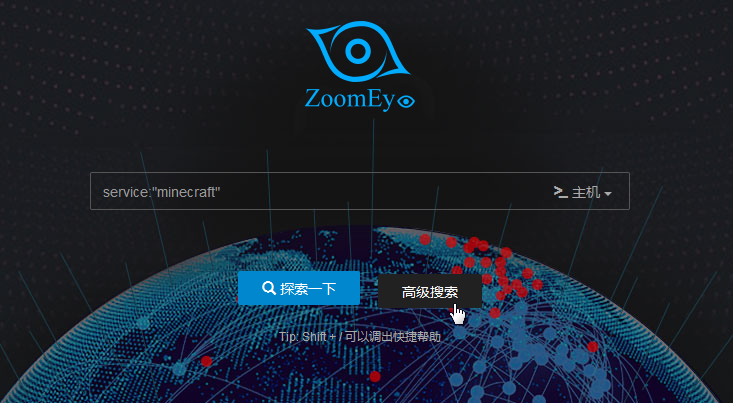 ZoomEye
service:"minecraft"
主机
探索一下
高级搜索
Tip: Shift + / 可以调出快捷帮助